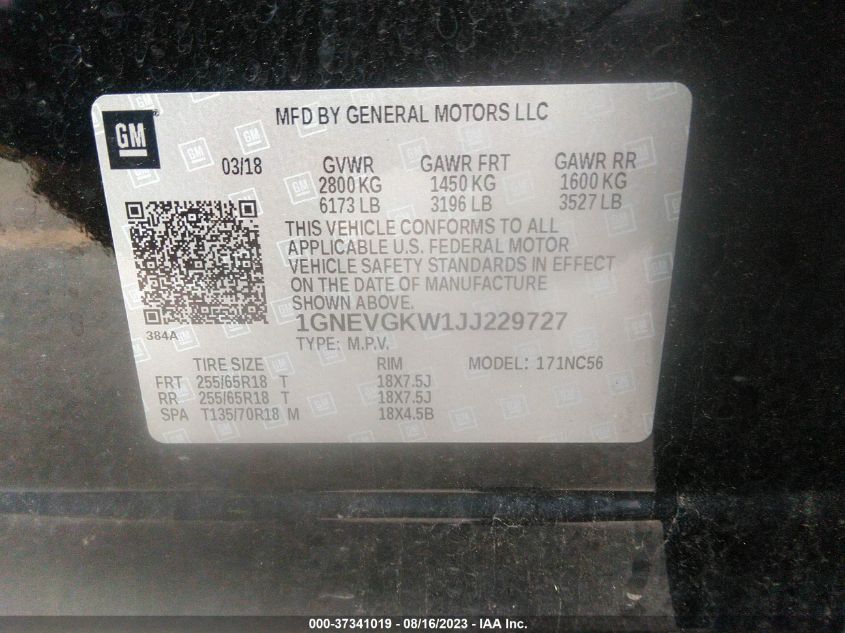 GM
MFD BY GENERAL MOTORS LLC
03/18 GVWR GAWR FRT GAWR RR
2800 KG 1450 KG 1600 KG
6173 LB 3196 LB 3527 LB
THIS VEHICLE CONFORMS TO ALL
APPLICABLE U.S. FEDERAL MOTOR
VEHICLE SAFETY STANDARDS IN EFFECT
ON THE DATE OF MANUFACTURE
SHOWN ABOVE.
384A
1GNEVGKW1JJ229727
TYPE: M.P.V.
TIRE SIZE RIM MODEL: 171NC56
FRT 255/65R18 T 18X7.5J
RR 255/65R18 T 18X7.5J
SPA T135/70R18 M 18X4.5B
000-37341019 - 08/16/2023 - IAA Inc.